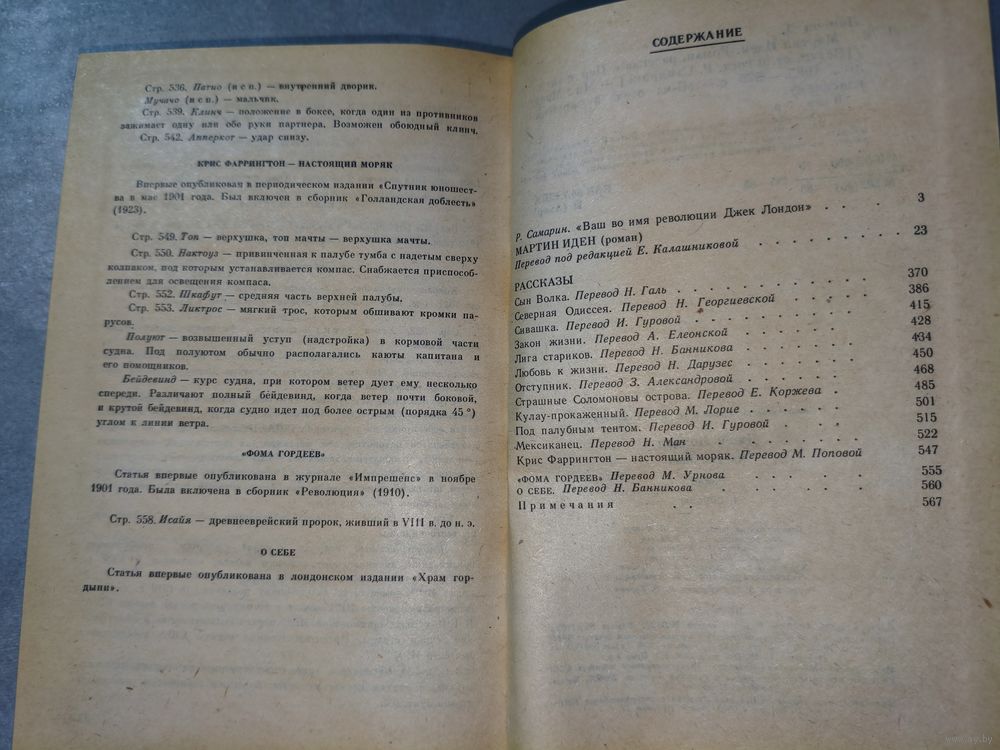 Стр. 536. Патио (исп.) — внутренний дворик.
Мучачо (исп.) — мальчик.
Стр. 539. Клинч — положение в боксе, когда один из противников
зажимает одну или обе руки партнера. Возможен обоюдный клинч.
Стр. 542. Апперкот — удар снизу.
КРИС ФАРРИНГТОН — НАСТОЯЩИЙ МОРЯК
Впервые опубликован в периодическом издании «Спутник юношест-
ва в мае 1901 года. Был включен в сборник «Голландская доблесть»
(1923).
Стр. 549. Топ — верхушка, топ мачты — верхушка мачты.
Стр. 550. Нактоуз — привинченная к палубе тумба с надетым сверху
колпаком, под которым устанавливается компас. Снабжается приспособ-
лением для освещения компаса.
Стр. 552. Шкафут — средняя часть верхней палубы.
Стр. 553. Ликтрос — мягкий трос, которым обшивают кромки па-
русов.
Полуют — возвышенный уступ (надстройка) в кормовой части
судна. Под полуютом обычно располагались каюты капитана и
его помощников.
Бейдевинд — курс судна, при котором ветер дует ему несколько
спереди. Различают полный бейдевинд, когда ветер почти боковой,
и крутой бейдевинд, когда судно идет под более острым (порядка 45°)
углом к линии ветра.
«ФОМА ГОРДЕЕВ»
Статья впервые опубликована в журнале «Импрешенс» в ноябре
1901 года. Была включена в сборник «Революция» (1910).
Стр. 558. Исайя — древнееврейский пророк, живший в VIII в. до н. э.
О СЕБЕ
Статья впервые опубликована в лондонском издании «Храм гор-
дыни».
СОДЕРЖАНИЕ
Р. Самарин. «Ваш во имя революции Джек Лондон» . . . . 3
МАРТИН ИДЕН (роман)
Перевод под редакцией Е. Калашниковой . . . . . . . . 23
РАССКАЗЫ
Сын Волка. Перевод Н. Галь . . . . . . . . . . 370
Северная Одиссея. Перевод Н. Георгиевской . . . . . . 386
Сивашка. Перевод И. Гуровой . . . . . . . . . 415
Закон жизни. Перевод А. Елеонской . . . . . . . 428
Лига стариков. Перевод Н. Банникова . . . . . . . 434
Любовь к жизни. Перевод Н. Дарузес . . . . . . . 450
Отступник. Перевод З. Александровой . . . . . . 468
Страшные Соломоновы острова. Перевод Е. Коржева . 485
Кулау-прокаженный. Перевод М. Лорие . . . . . . 501
Под палубным тентом. Перевод И. Гуровой . . . . 515
Мексиканец. Перевод Н. Ман . . . . . . . . 522
Крис Фаррингтон — настоящий моряк. Перевод М. Поповой 547
«ФОМА ГОРДЕЕВ» Перевод М. Урнова . . . . . . 555
О СЕБЕ. Перевод Н. Банникова . . . . . . 560
Примечания . . 567
www.ay.by